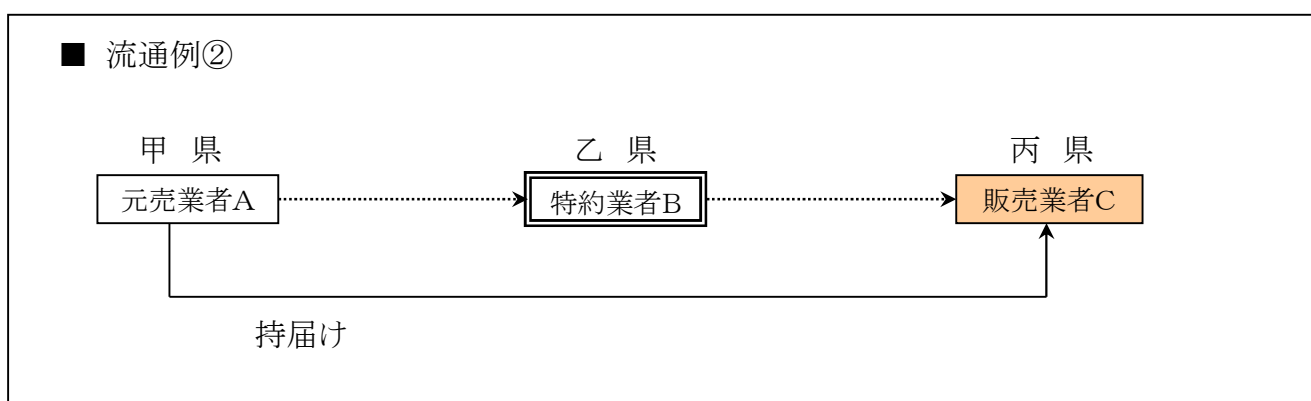 ■ 流通例②
甲 県
乙 県
丙 県
元売業者A
特約業者B
販売業者C
持届け